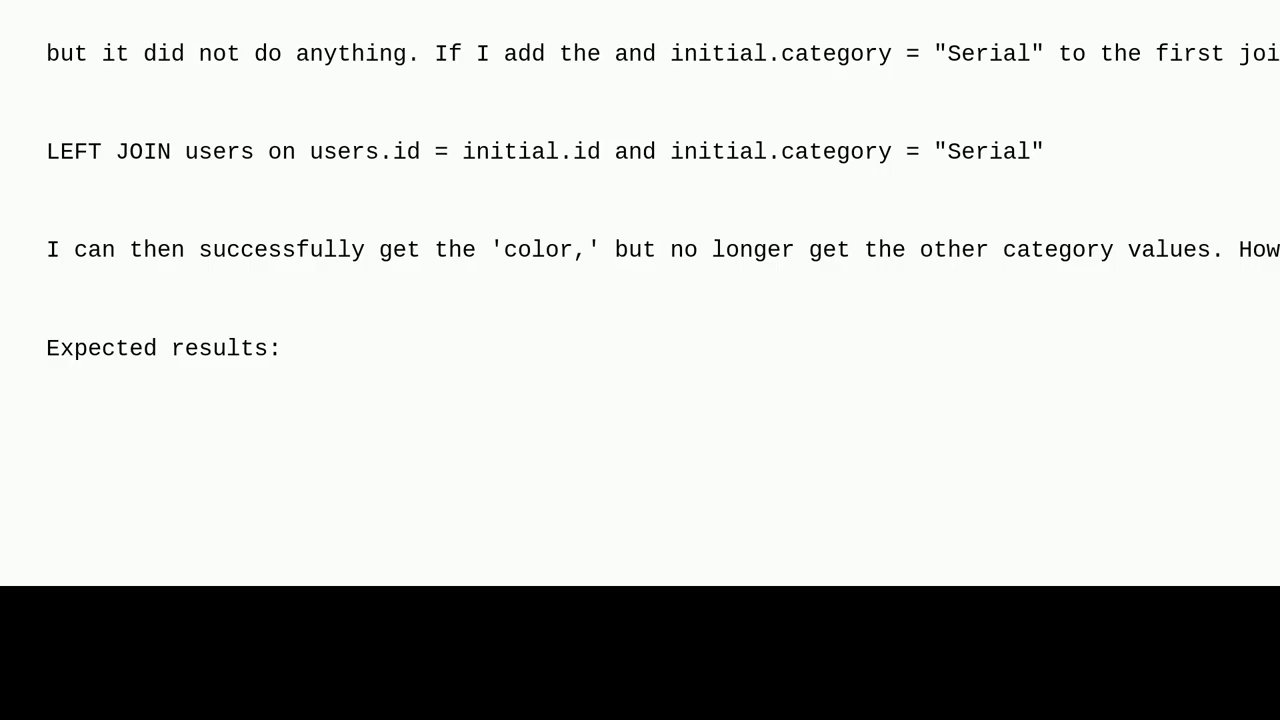 but it did not do anything. If I add the and initial.category = "Serial" to the first joi
LEFT JOIN users on users.id = initial.id and initial.category = "Serial"
I can then successfully get the 'color,' but no longer get the other category values. How
Expected results: